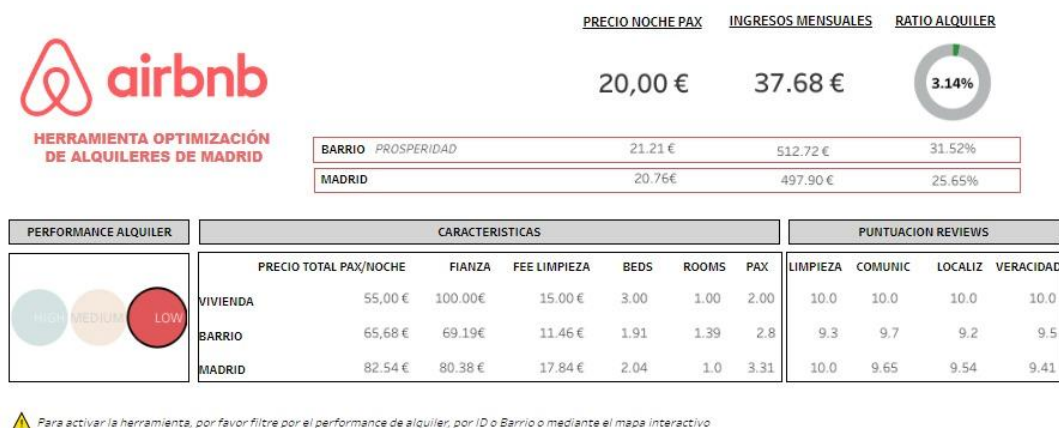 PRECIO NOCHE PAX INGRESOS MENSUALES RATIO ALQUILER
airbnb
20,00 € 37.68 € 3.14%
HERRAMIENTA OPTIMIZACIÓN
DE ALQUILERES DE MADRID
BARRIO PROSPERIDAD 21.21 € 512.72 € 31.52%
MADRID 20.76€ 497.90 € 25.65%
PERFORMANCE ALQUILER CARACTERISTICAS PUNTUACION REVIEWS
PRECIO TOTAL PAX/NOCHE FIANZA FEE LIMPIEZA BEDS ROOMS PAX LIMPIEZA COMUNIC LOCALIZ VERACIDAD
VIVIENDA 55,00 € 100.00€ 15.00 € 3.00 1.00 2.00 10.0 10.0 10.0 10.0
HIGH MEDIUM LOW
BARRIO 65,68 € 69.19€ 11.46 € 1.91 1.39 2.8 9.3 9.7 9.2 9.5
MADRID 82.54 € 80.38 € 17.84 € 2.04 1.0 3.31 10.0 9.65 9.54 9.41
Para activar la herramienta, por favor filtre por el performance de alquiler, por ID o Barrio o mediante el mapa interactivo